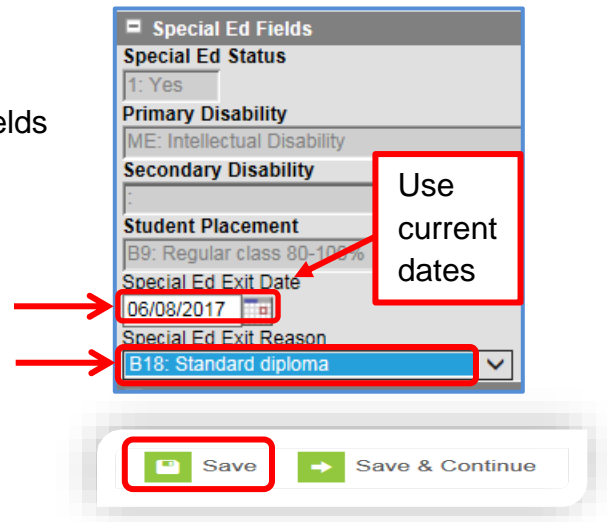 Special Ed Fields
Special Ed Status
1: Yes
elds
Primary Disability
ME: Intellectual Disability
Secondary Disability
:
Use
current
dates
Student Placement
B9: Regular class 80-100%
Special Ed Exit Date
06/08/2017
Special Ed Exit Reason
B18: Standard diploma
Save
Save & Continue